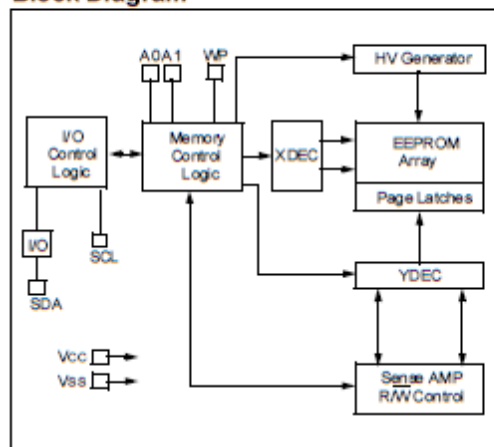 Block Diagram
A0 A1
WP
HV Generator
I/O
Control
Logic
Memory
Control
Logic
XDEC
EEPROM
Array
Page Latches
I/O
SCL
SDA
YDEC
Vcc
Vss
Sense AMP
R/W Control